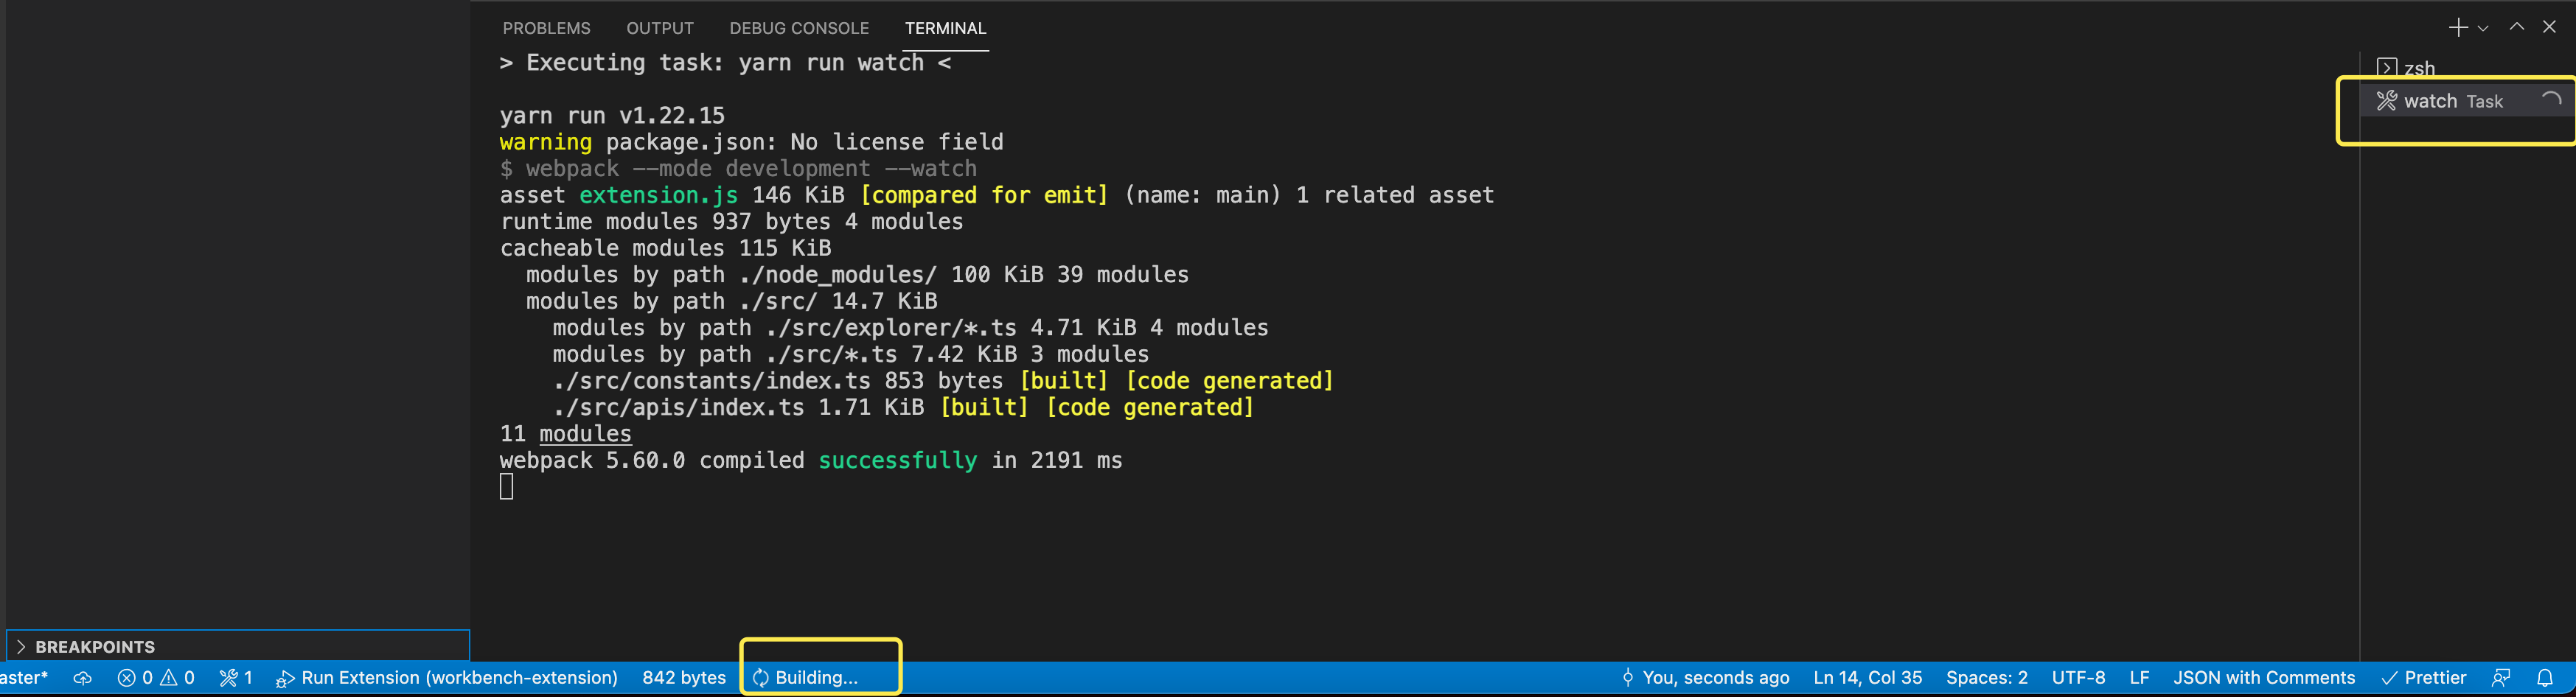 PROBLEMS OUTPUT DEBUG CONSOLE TERMINAL
> Executing task: yarn run watch <
zsh
watch Task
yarn run v1.22.15
warning package.json: No license field
$ webpack --mode development --watch
asset extension.js 146 KiB [compared for emit] (name: main) 1 related asset
runtime modules 937 bytes 4 modules
cacheable modules 115 KiB
modules by path ./node_modules/ 100 KiB 39 modules
modules by path ./src/ 14.7 KiB
modules by path ./src/explorer/*.ts 4.71 KiB 4 modules
modules by path ./src/*.ts 7.42 KiB 3 modules
./src/constants/index.ts 853 bytes [built] [code generated]
./src/apis/index.ts 1.71 KiB [built] [code generated]
11 modules
webpack 5.60.0 compiled successfully in 2191 ms
BREAKPOINTS
aster* 0 0 1 Run Extension (workbench-extension) 842 bytes Building... You, seconds ago Ln 14, Col 35 Spaces: 2 UTF-8 LF JSON with Comments Prettier